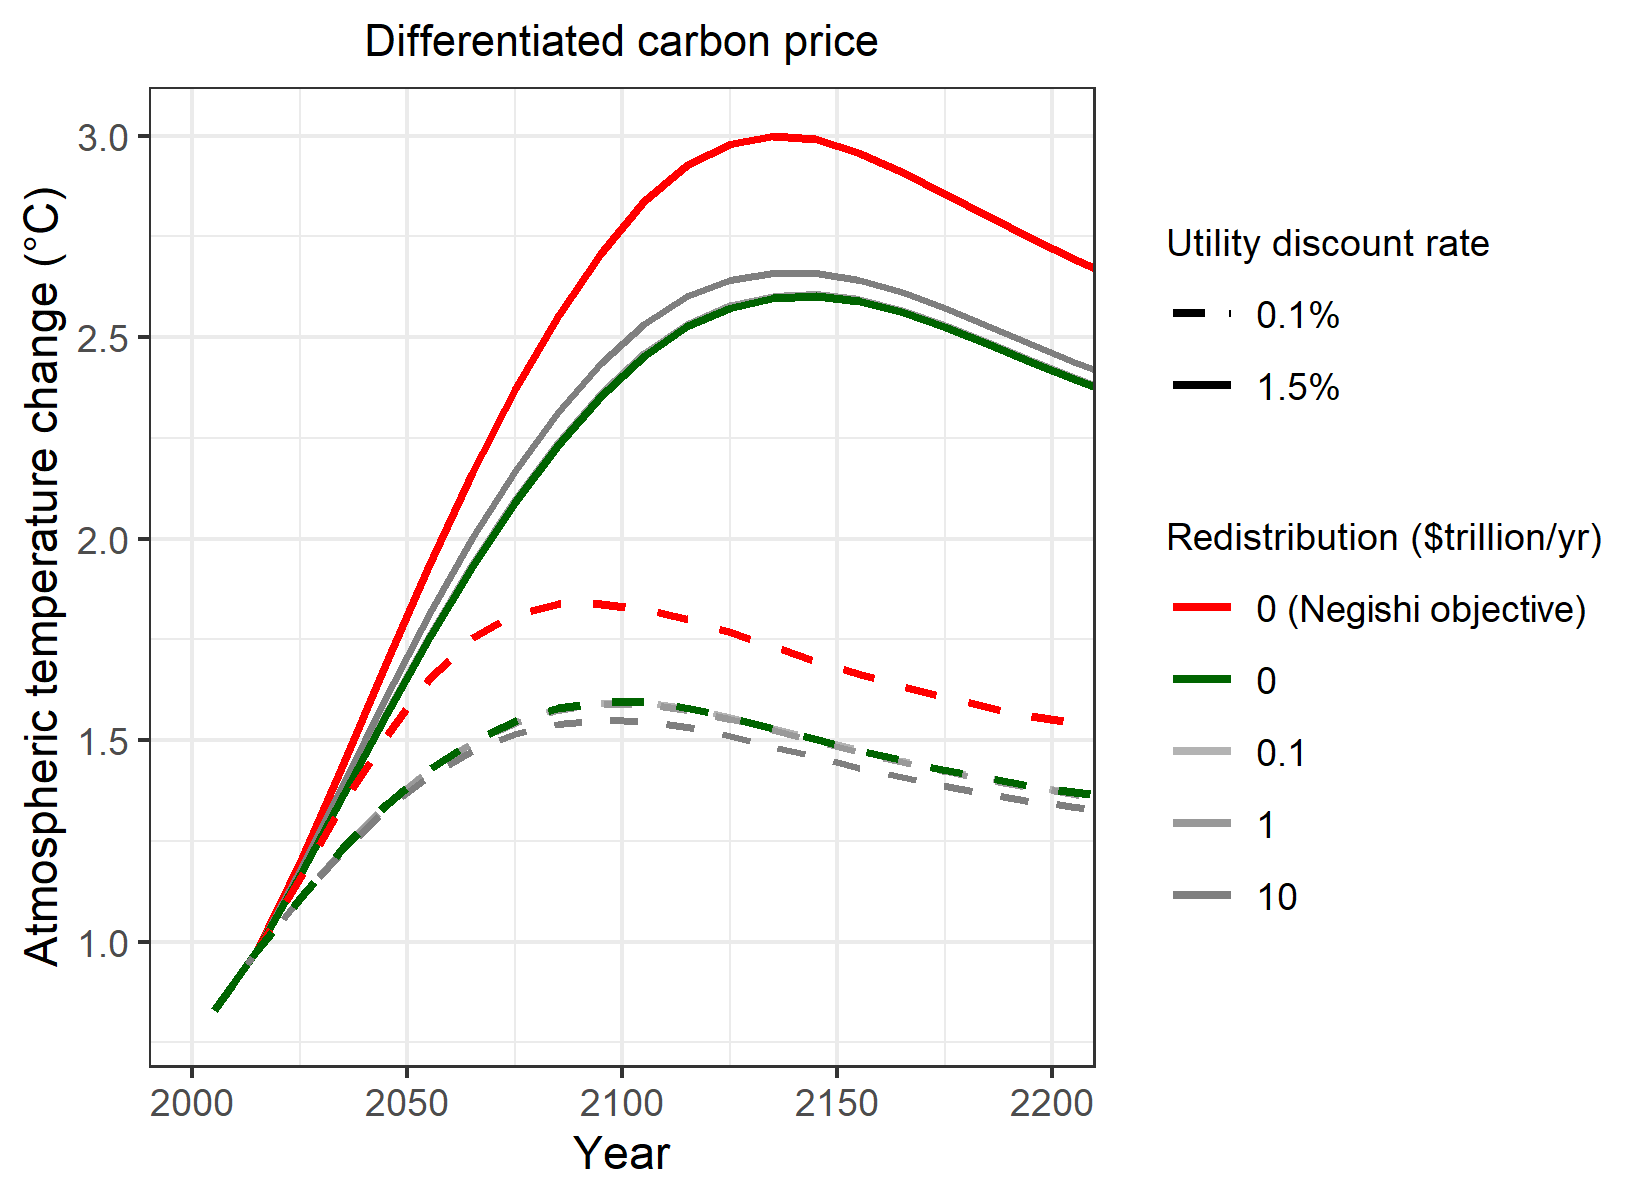 Differentiated carbon price
Atmospheric temperature change (°C)
3.0
2.5
2.0
1.5
1.0
2000
2050
2100
2150
2200
Year
Utility discount rate
0.1%
1.5%
Redistribution ($trillion/yr)
0 (Negishi objective)
0
0.1
1
10